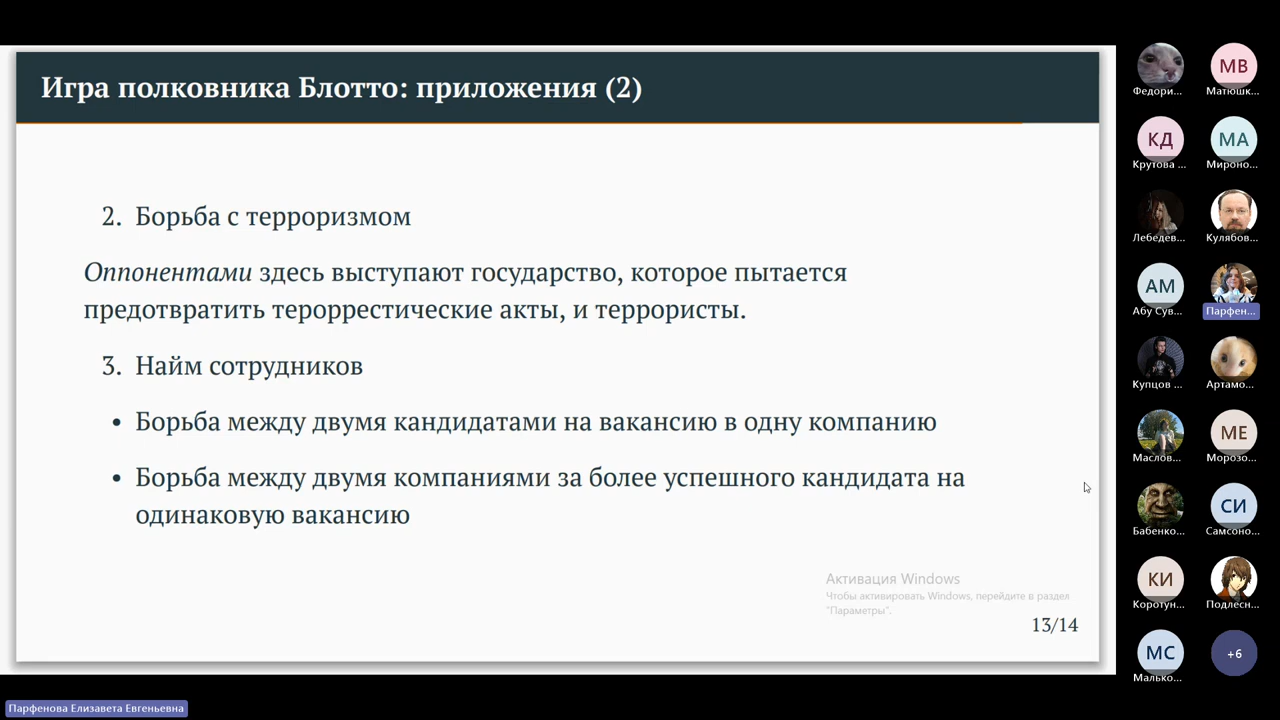 Игра полковника Блотто: приложения (2)
2. Борьба с терроризмом
Оппонентами здесь выступают государство, которое пытается
предотвратить терроррестические акты, и террористы.
3. Найм сотрудников
• Борьба между двумя кандидатами на вакансию в одну компанию
• Борьба между двумя компаниями за более успешного кандидата на
одинаковую вакансию
Активация Windows
Чтобы активировать Windows, перейдите в раздел
"Параметры".
13/14
Федори...
МВ
Матюшк...
КД
Крутова ...
МА
Мироно...
Лебедев...
Кулябов...
АМ
Абу Сув...
Парфен...
Купцов ...
Артамо...
Маслов...
МЕ
Морозо...
Бабенко...
СИ
Самсоно...
КИ
Коротун...
Подлесн...
МС
Малько...
+6
Парфенова Елизавета Евгеньевна